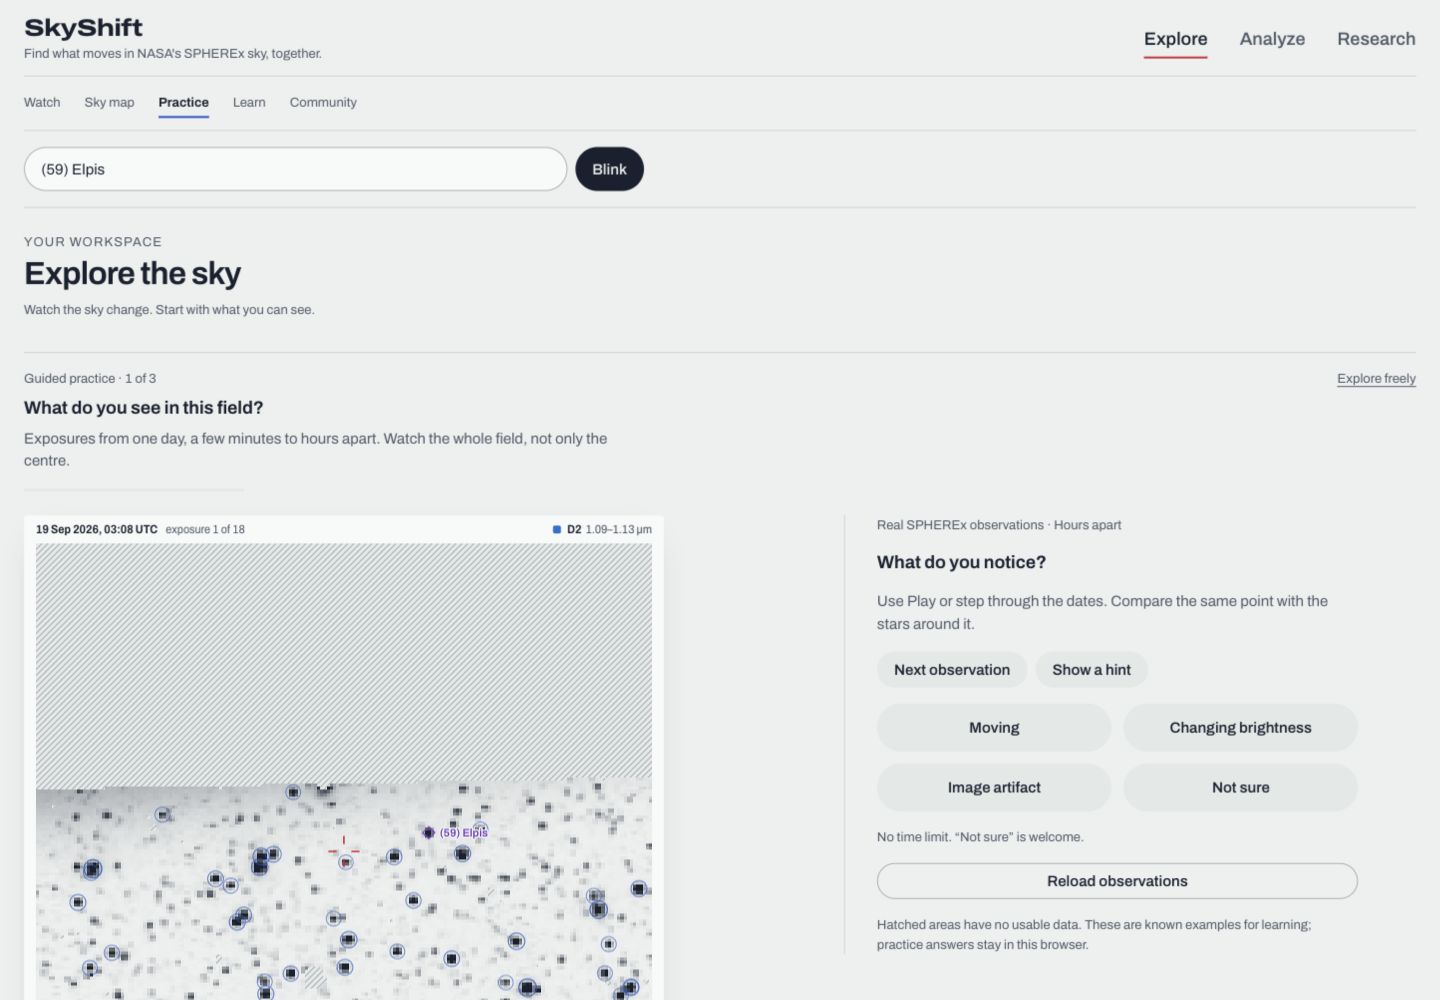 SkyShift
Find what moves in NASA's SPHEREx sky, together.
Explore
Analyze
Research
Watch
Sky map
Practice
Learn
Community
(59) Elpis
Blink
YOUR WORKSPACE
Explore the sky
Watch the sky change. Start with what you can see.
Guided practice · 1 of 3
Explore freely
What do you see in this field?
Exposures from one day, a few minutes to hours apart. Watch the whole field, not only the
centre.
19 Sep 2026, 03:08 UTC exposure 1 of 18
D2 1.09–1.13 µm
(59) Elpis
Real SPHEREx observations · Hours apart
What do you notice?
Use Play or step through the dates. Compare the same point with the
stars around it.
Next observation
Show a hint
Moving
Changing brightness
Image artifact
Not sure
No time limit. “Not sure” is welcome.
Reload observations
Hatched areas have no usable data. These are known examples for learning;
practice answers stay in this browser.